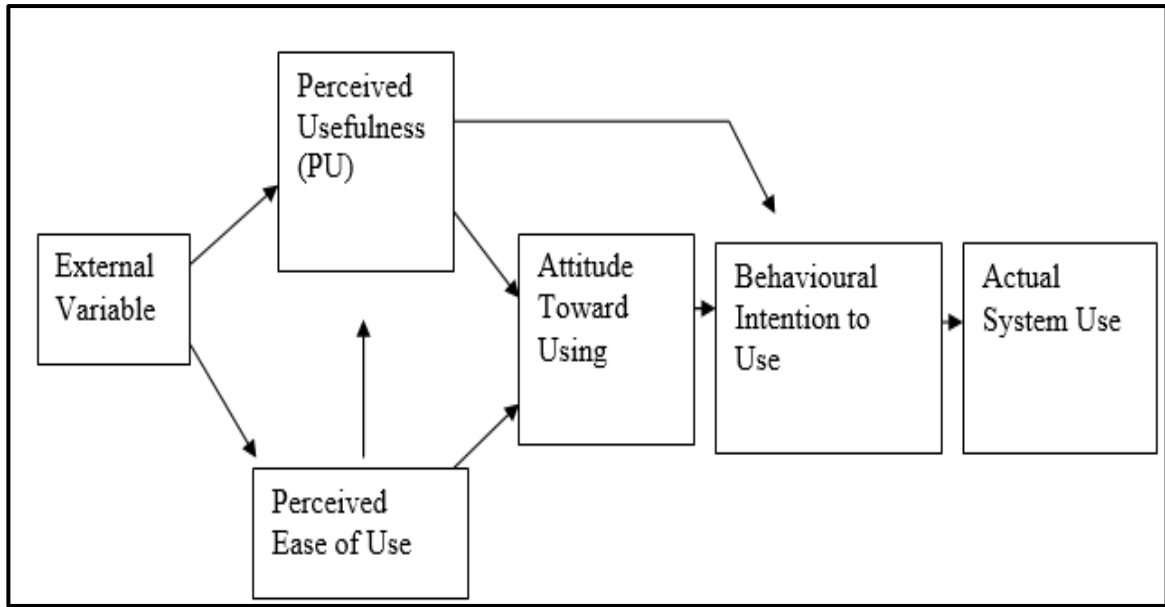 Perceived
Usefulness
(PU)
External
Variable
Attitude
Toward
Using
Behavioural
Intention to
Use
Actual
System Use
Perceived
Ease of Use